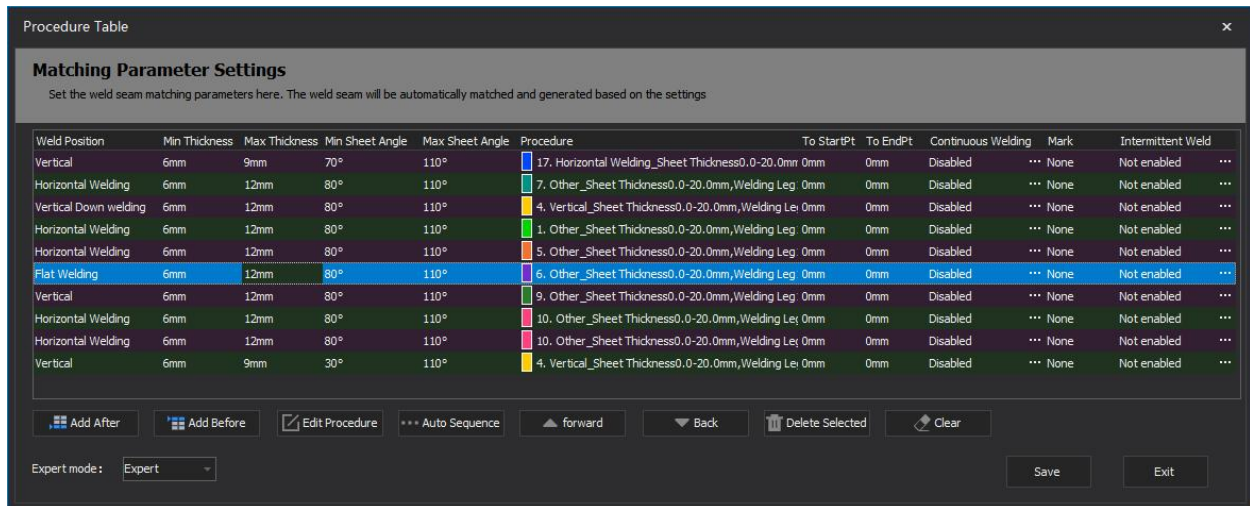 Procedure Table
Matching Parameter Settings
Set the weld seam matching parameters here. The weld seam will be automatically matched and generated based on the settings
Weld Position Min Thickness Max Thickness Min Sheet Angle Max Sheet Angle Procedure To StartPt To EndPt Continuous Welding Mark Intermittent Weld
Vertical 6mm 9mm 70° 110° 17. Horizontal Welding_Sheet Thickness0.0-20.0mm 0mm 0mm Disabled ··· None Not enabled ···
Horizontal Welding 6mm 12mm 80° 110° 7. Other_Sheet Thickness0.0-20.0mm,Welding Leg 0mm 0mm Disabled ··· None Not enabled ···
Vertical Down welding 6mm 12mm 80° 110° 4. Vertical_Sheet Thickness0.0-20.0mm,Welding Le 0mm 0mm Disabled ··· None Not enabled ···
Horizontal Welding 6mm 12mm 80° 110° 1. Other_Sheet Thickness0.0-20.0mm,Welding Leg 0mm 0mm Disabled ··· None Not enabled ···
Horizontal Welding 6mm 12mm 80° 110° 5. Other_Sheet Thickness0.0-20.0mm,Welding Leg 0mm 0mm Disabled ··· None Not enabled ···
Flat Welding 6mm 12mm 80° 110° 6. Other_Sheet Thickness0.0-20.0mm,Welding Leg 0mm 0mm Disabled ··· None Not enabled ···
Vertical 6mm 12mm 80° 110° 9. Other_Sheet Thickness0.0-20.0mm,Welding Leg 0mm 0mm Disabled ··· None Not enabled ···
Horizontal Welding 6mm 12mm 80° 110° 10. Other_Sheet Thickness0.0-20.0mm,Welding Le 0mm 0mm Disabled ··· None Not enabled ···
Horizontal Welding 6mm 12mm 80° 110° 10. Other_Sheet Thickness0.0-20.0mm,Welding Le 0mm 0mm Disabled ··· None Not enabled ···
Vertical 6mm 9mm 30° 110° 4. Vertical_Sheet Thickness0.0-20.0mm,Welding Le 0mm 0mm Disabled ··· None Not enabled ···
Add After Add Before Edit Procedure ··· Auto Sequence forward Back Delete Selected Clear
Expert mode: Expert Save Exit